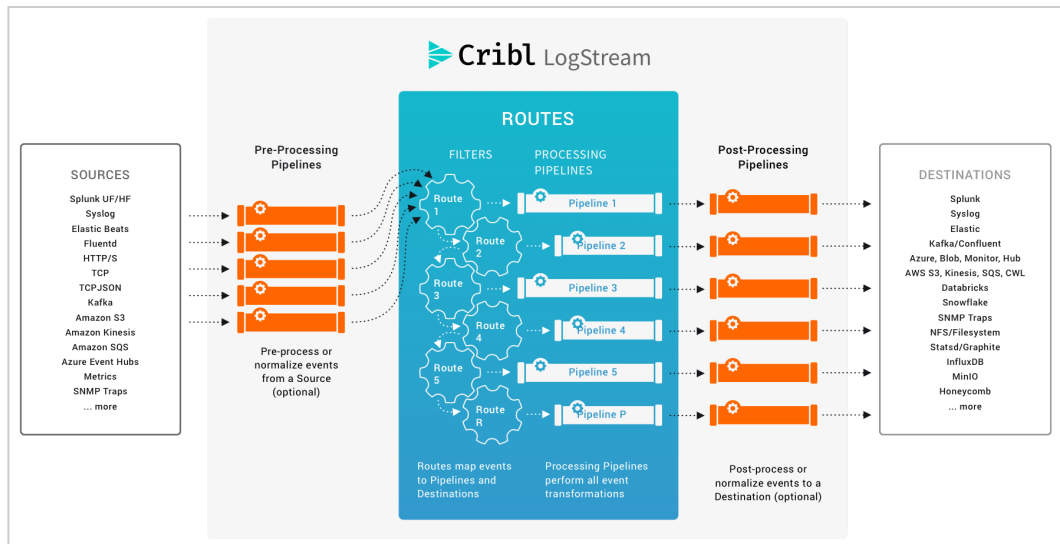 Cribl LogStream
SOURCES
Splunk UF/HF
Syslog
Elastic Beats
Fluentd
HTTP/S
TCP
TCPJSON
Kafka
Amazon S3
Amazon Kinesis
Amazon SQS
Azure Event Hubs
Metrics
SNMP Traps
... more
Pre-Processing
Pipelines
Pre-process or
normalize events
from a Source
(optional)
ROUTES
FILTERS
PROCESSING
PIPELINES
Route
1
Pipeline 1
Route
2
Pipeline 2
Route
3
Pipeline 3
Route
4
Pipeline 4
Route
5
Pipeline 5
Route
R
Pipeline P
Routes map events
to Pipelines and
Destinations
Processing Pipelines
perform all event
transformations
Post-Processing
Pipelines
Post-process or
normalize events to a
Destination (optional)
DESTINATIONS
Splunk
Syslog
Elastic
Kafka/Confluent
Azure, Blob, Monitor, Hub
AWS S3, Kinesis, SQS, CWL
Databricks
Snowflake
SNMP Traps
NFS/Filesystem
Statsd/Graphite
InfluxDB
MinIO
Honeycomb
... more